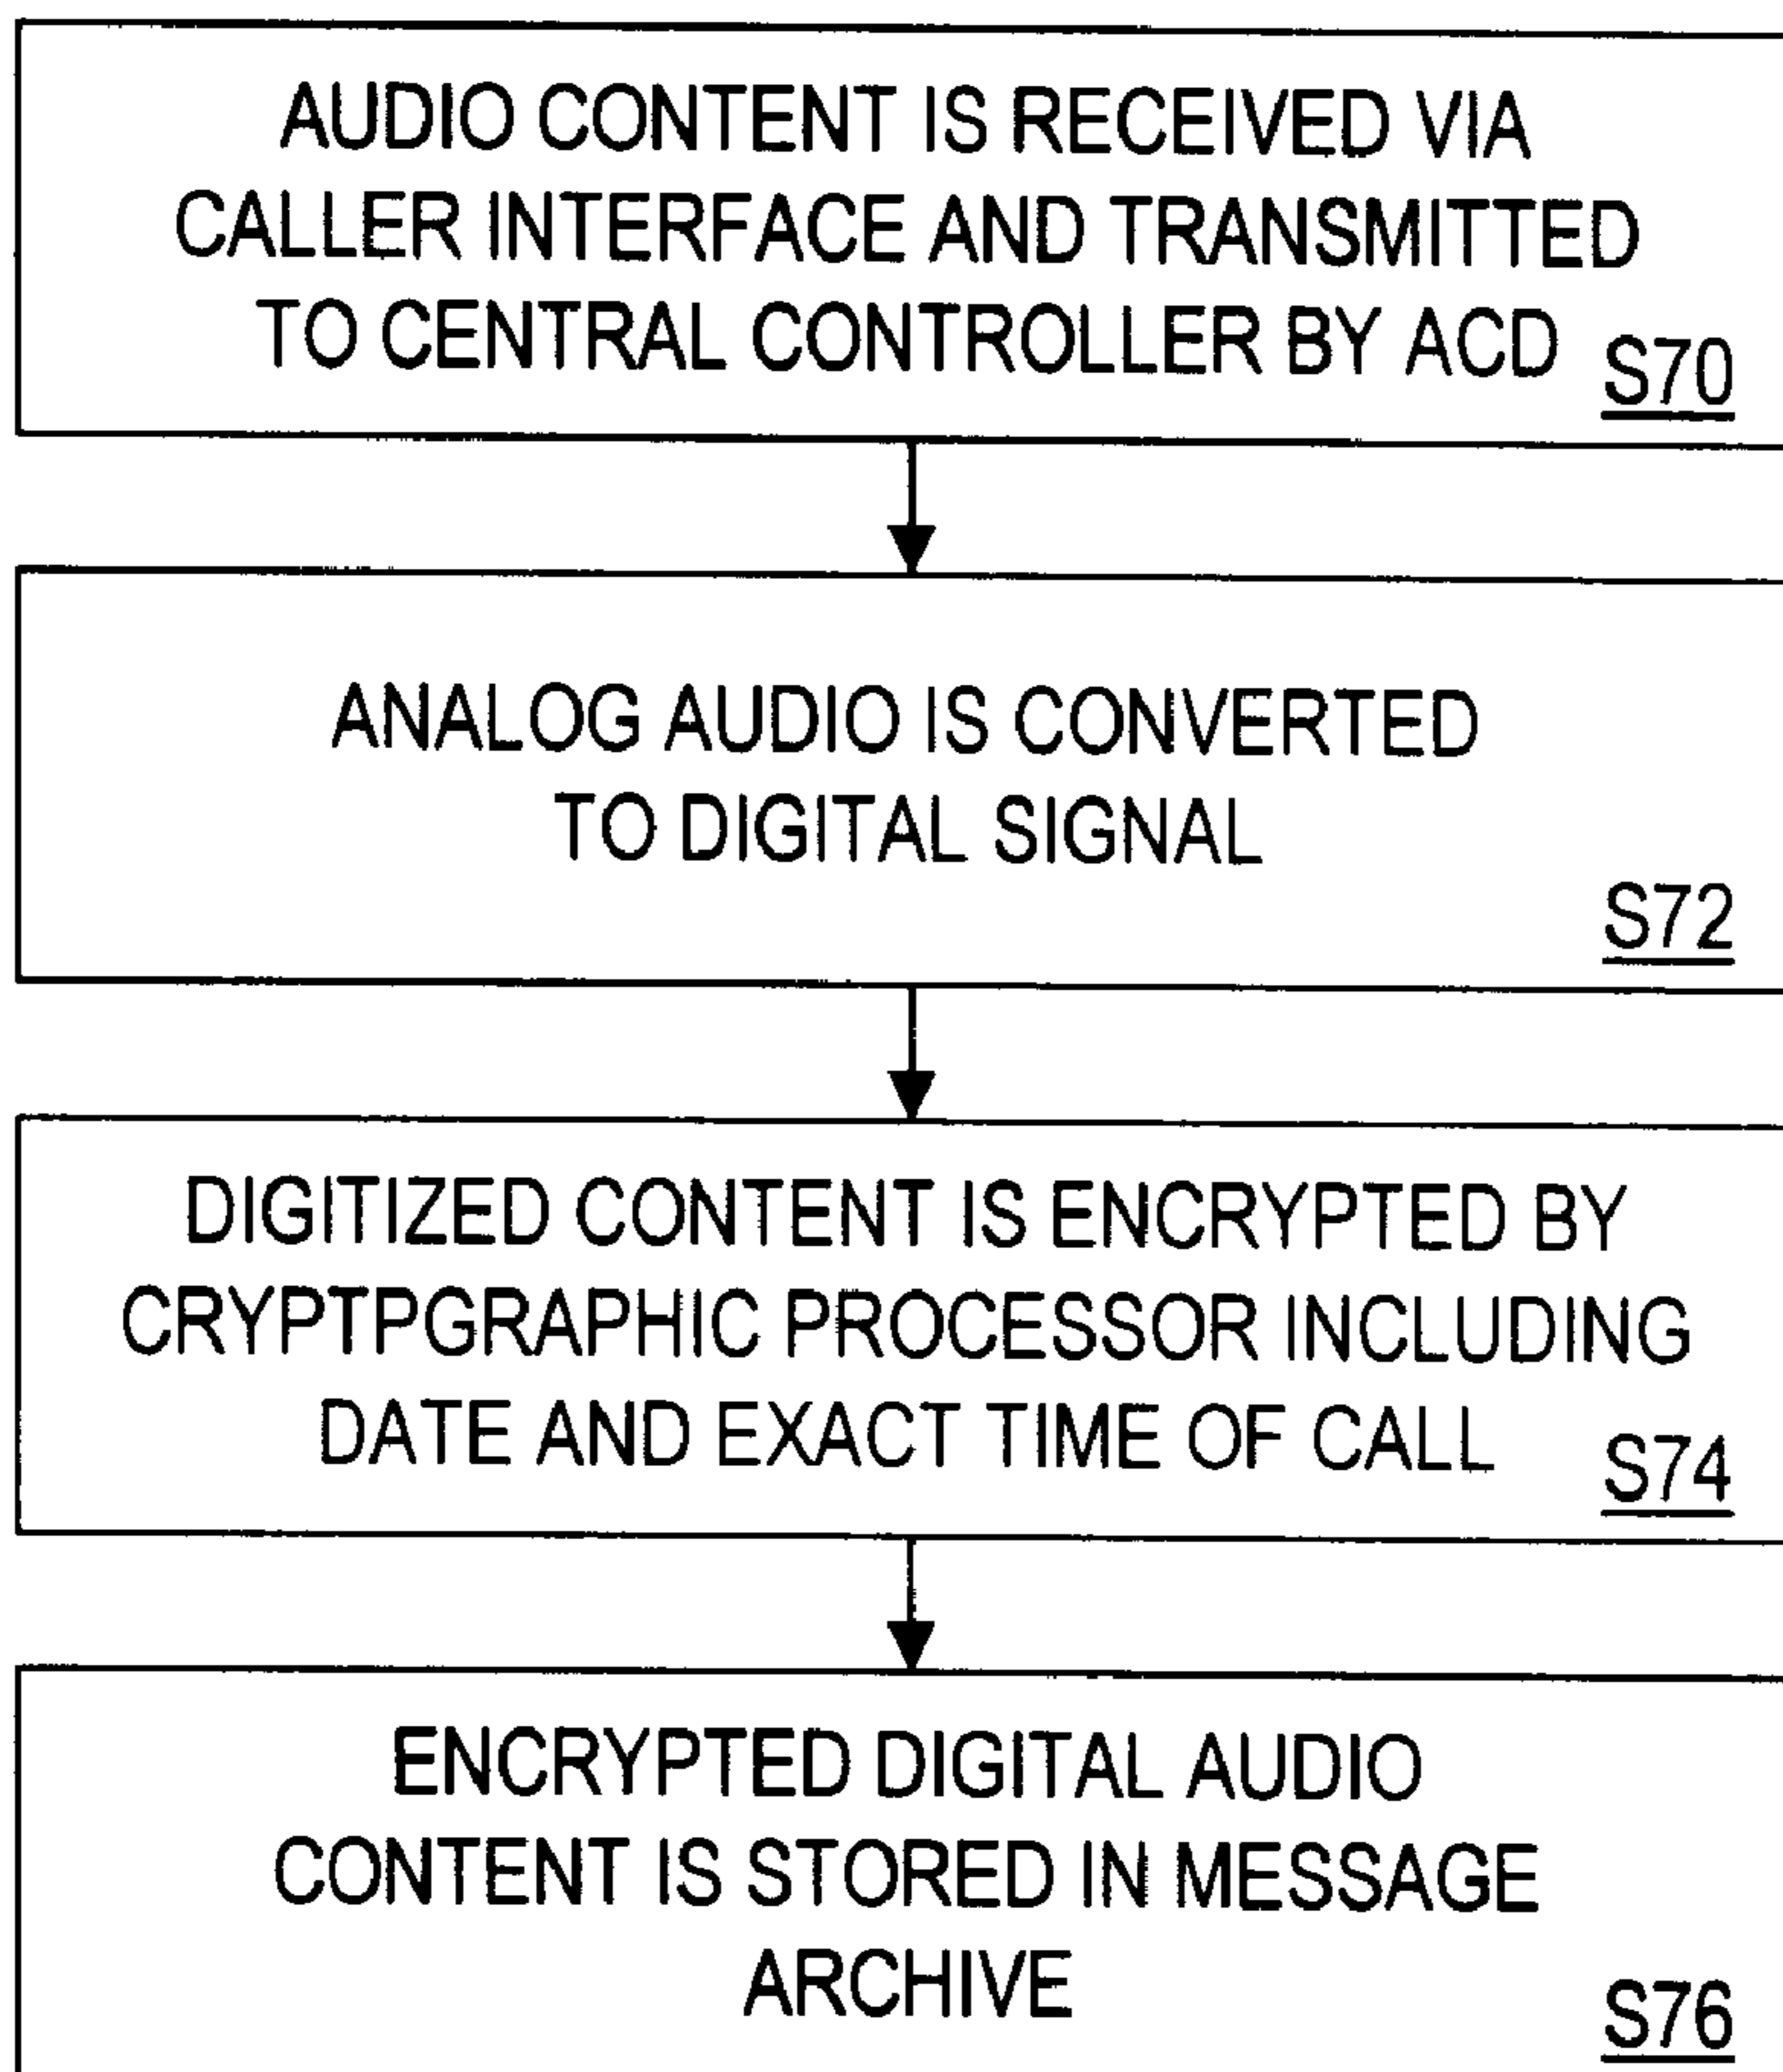 AUDIO CONTENT IS RECEIVED VIA
CALLER INTERFACE AND TRANSMITTED
TO CENTRAL CONTROLLER BY ACD
S70
ANALOG AUDIO IS CONVERTED
TO DIGITAL SIGNAL
S72
DIGITIZED CONTENT IS ENCRYPTED BY
CRYPTPGRAPHIC PROCESSOR INCLUDING
DATE AND EXACT TIME OF CALL
S74
ENCRYPTED DIGITAL AUDIO
CONTENT IS STORED IN MESSAGE
ARCHIVE
S76